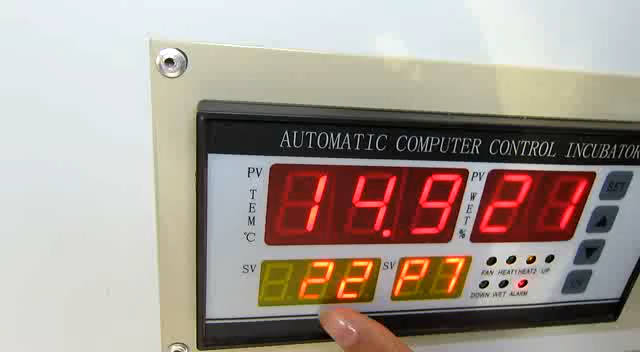 AUTOMATIC COMPUTER CONTROL INCUBATOR
PV TEM °C 14.9 PV WET % 21 SET
SV 22 SV P7
FAN HEAT1 HEAT2 UP
DOWN WET ALARM